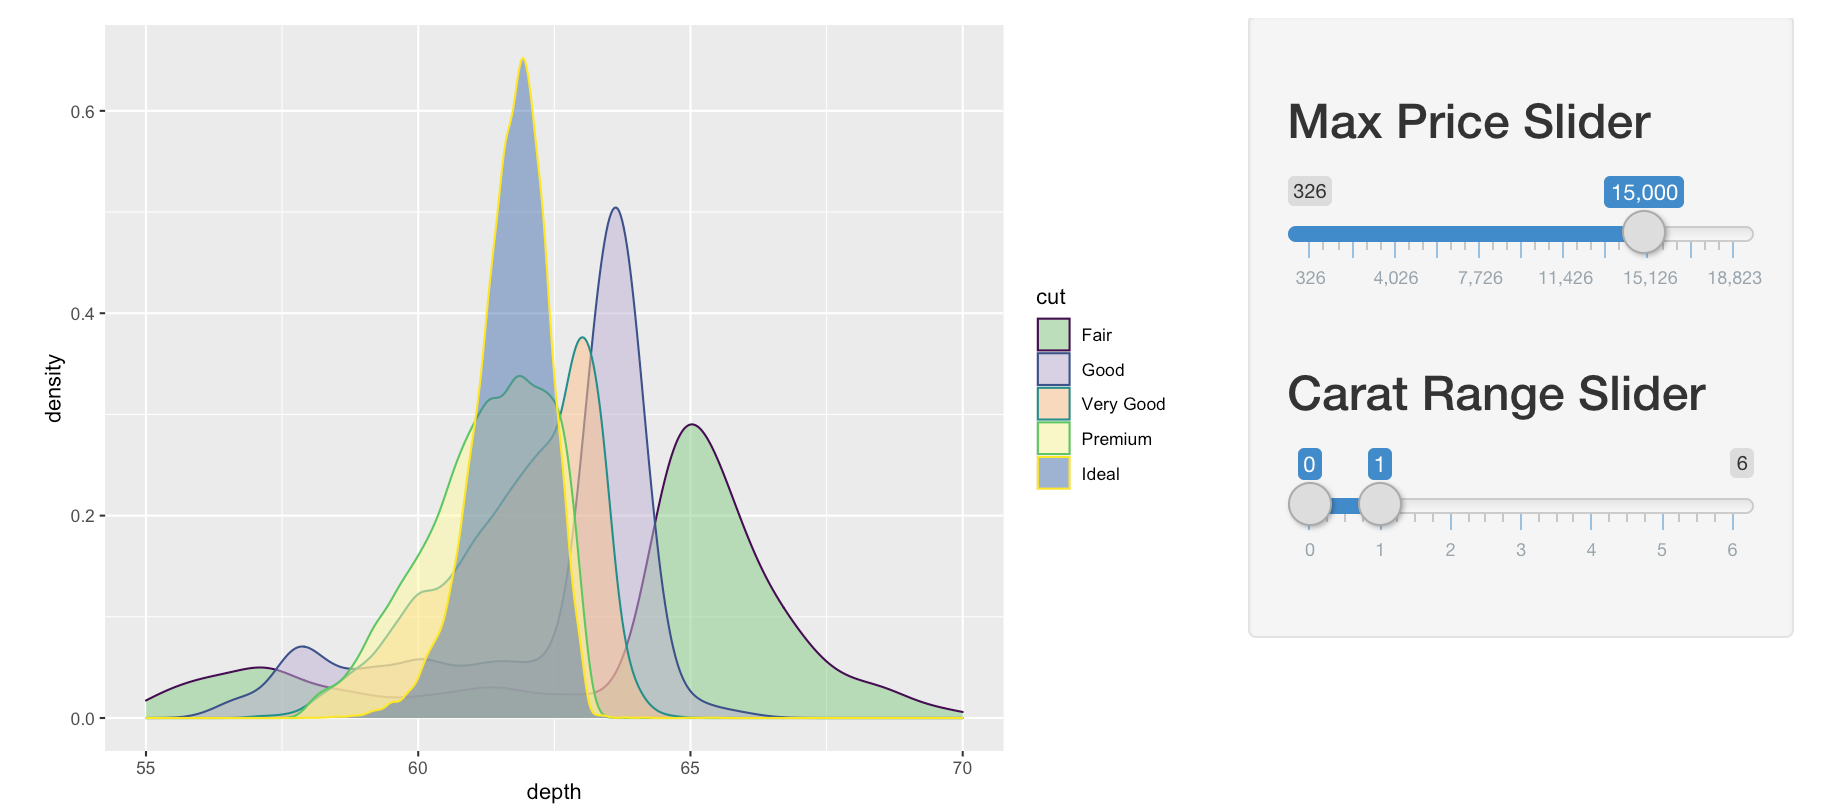 0.6
0.4
0.2
0.0
density
55 60 65 70
depth
cut
Fair
Good
Very Good
Premium
Ideal
Max Price Slider
326 15,000
326 4,026 7,726 11,426 15,126 18,823
Carat Range Slider
0 1 6
0 1 2 3 4 5 6